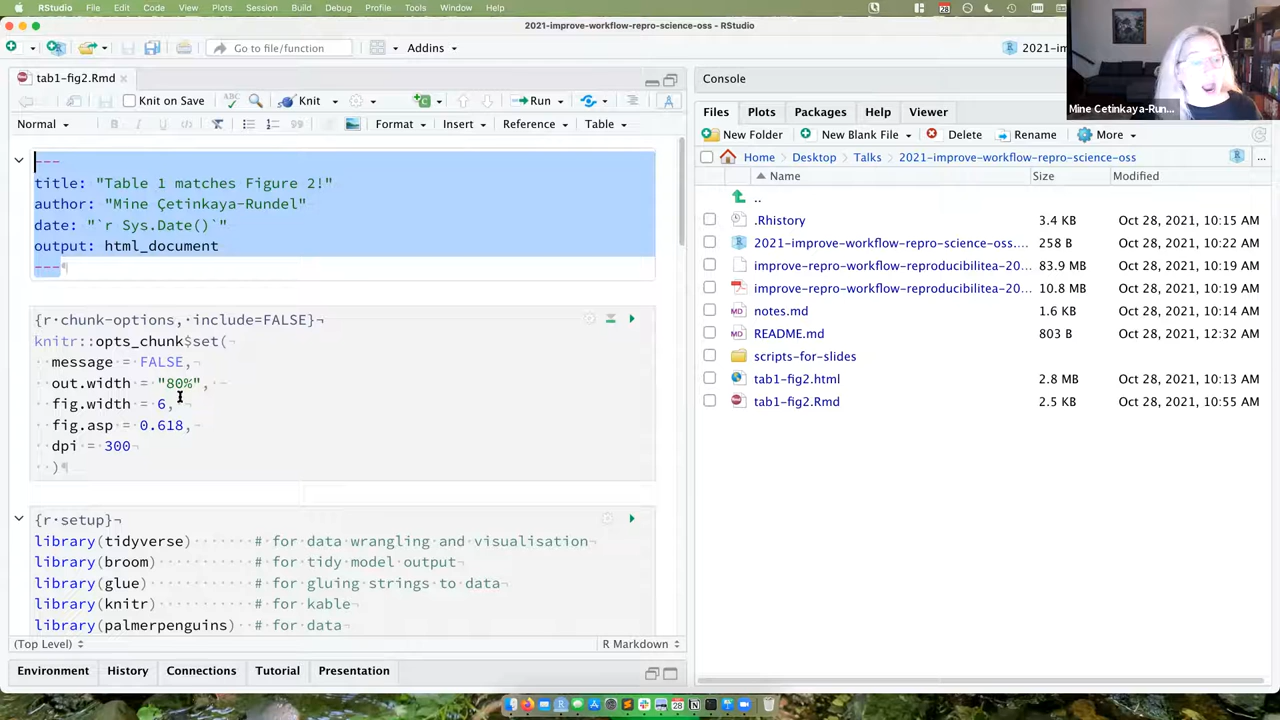 RStudio File Edit Code View Plots Session Build Debug Profile Tools Window Help
28
2021-improve-workflow-repro-science-oss - RStudio
Go to file/function
Addins
2021-im
tab1-fig2.Rmd
Knit on Save
Knit
Run
Normal
Format
Insert
Reference
Table
---
title: "Table 1 matches Figure 2!"
author: "Mine Çetinkaya-Rundel"
date: "`r Sys.Date()`"
output: html_document
---
{r chunk-options, include=FALSE}
knitr::opts_chunk$set(
message = FALSE,
out.width = "80%",
fig.width = 6,
fig.asp = 0.618,
dpi = 300
)
{r setup}
library(tidyverse) # for data wrangling and visualisation
library(broom) # for tidy model output
library(glue) # for gluing strings to data
library(knitr) # for kable
library(palmerpenguins) # for data
(Top Level)
R Markdown
Environment History Connections Tutorial Presentation
Console
Files Plots Packages Help Viewer
New Folder New Blank File Delete Rename More
Home Desktop Talks 2021-improve-workflow-repro-science-oss ...
Name Size Modified
..
.Rhistory 3.4 KB Oct 28, 2021, 10:15 AM
2021-improve-workflow-repro-science-oss.... 258 B Oct 28, 2021, 10:22 AM
improve-repro-workflow-reproducibilitea-20... 83.9 MB Oct 28, 2021, 10:19 AM
improve-repro-workflow-reproducibilitea-20... 10.8 MB Oct 28, 2021, 10:19 AM
notes.md 1.6 KB Oct 28, 2021, 10:14 AM
README.md 803 B Oct 28, 2021, 12:32 AM
scripts-for-slides
tab1-fig2.html 2.8 MB Oct 28, 2021, 10:13 AM
tab1-fig2.Rmd 2.5 KB Oct 28, 2021, 10:55 AM
Mine Cetinkaya-Run...
28